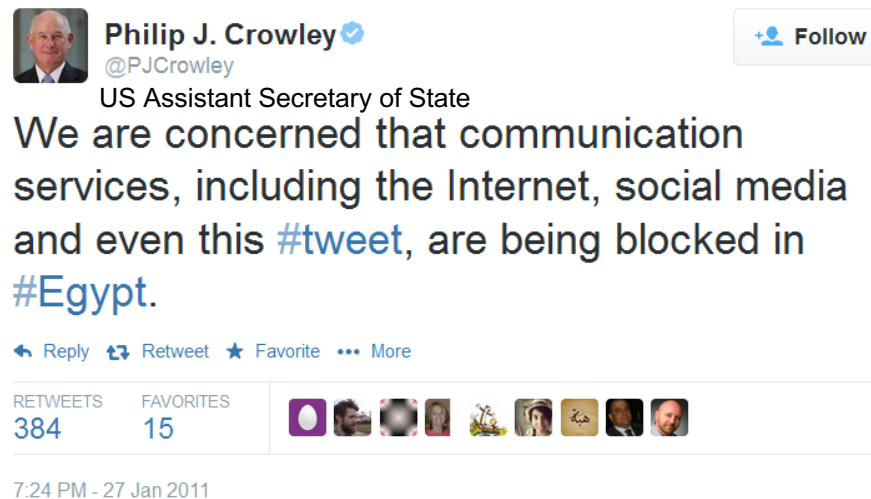 Philip J. Crowley
@PJCrowley
Follow
US Assistant Secretary of State
We are concerned that communication
services, including the Internet, social media
and even this #tweet, are being blocked in
#Egypt.
Reply Retweet Favorite More
RETWEETS FAVORITES
384 15
هبة
7:24 PM - 27 Jan 2011